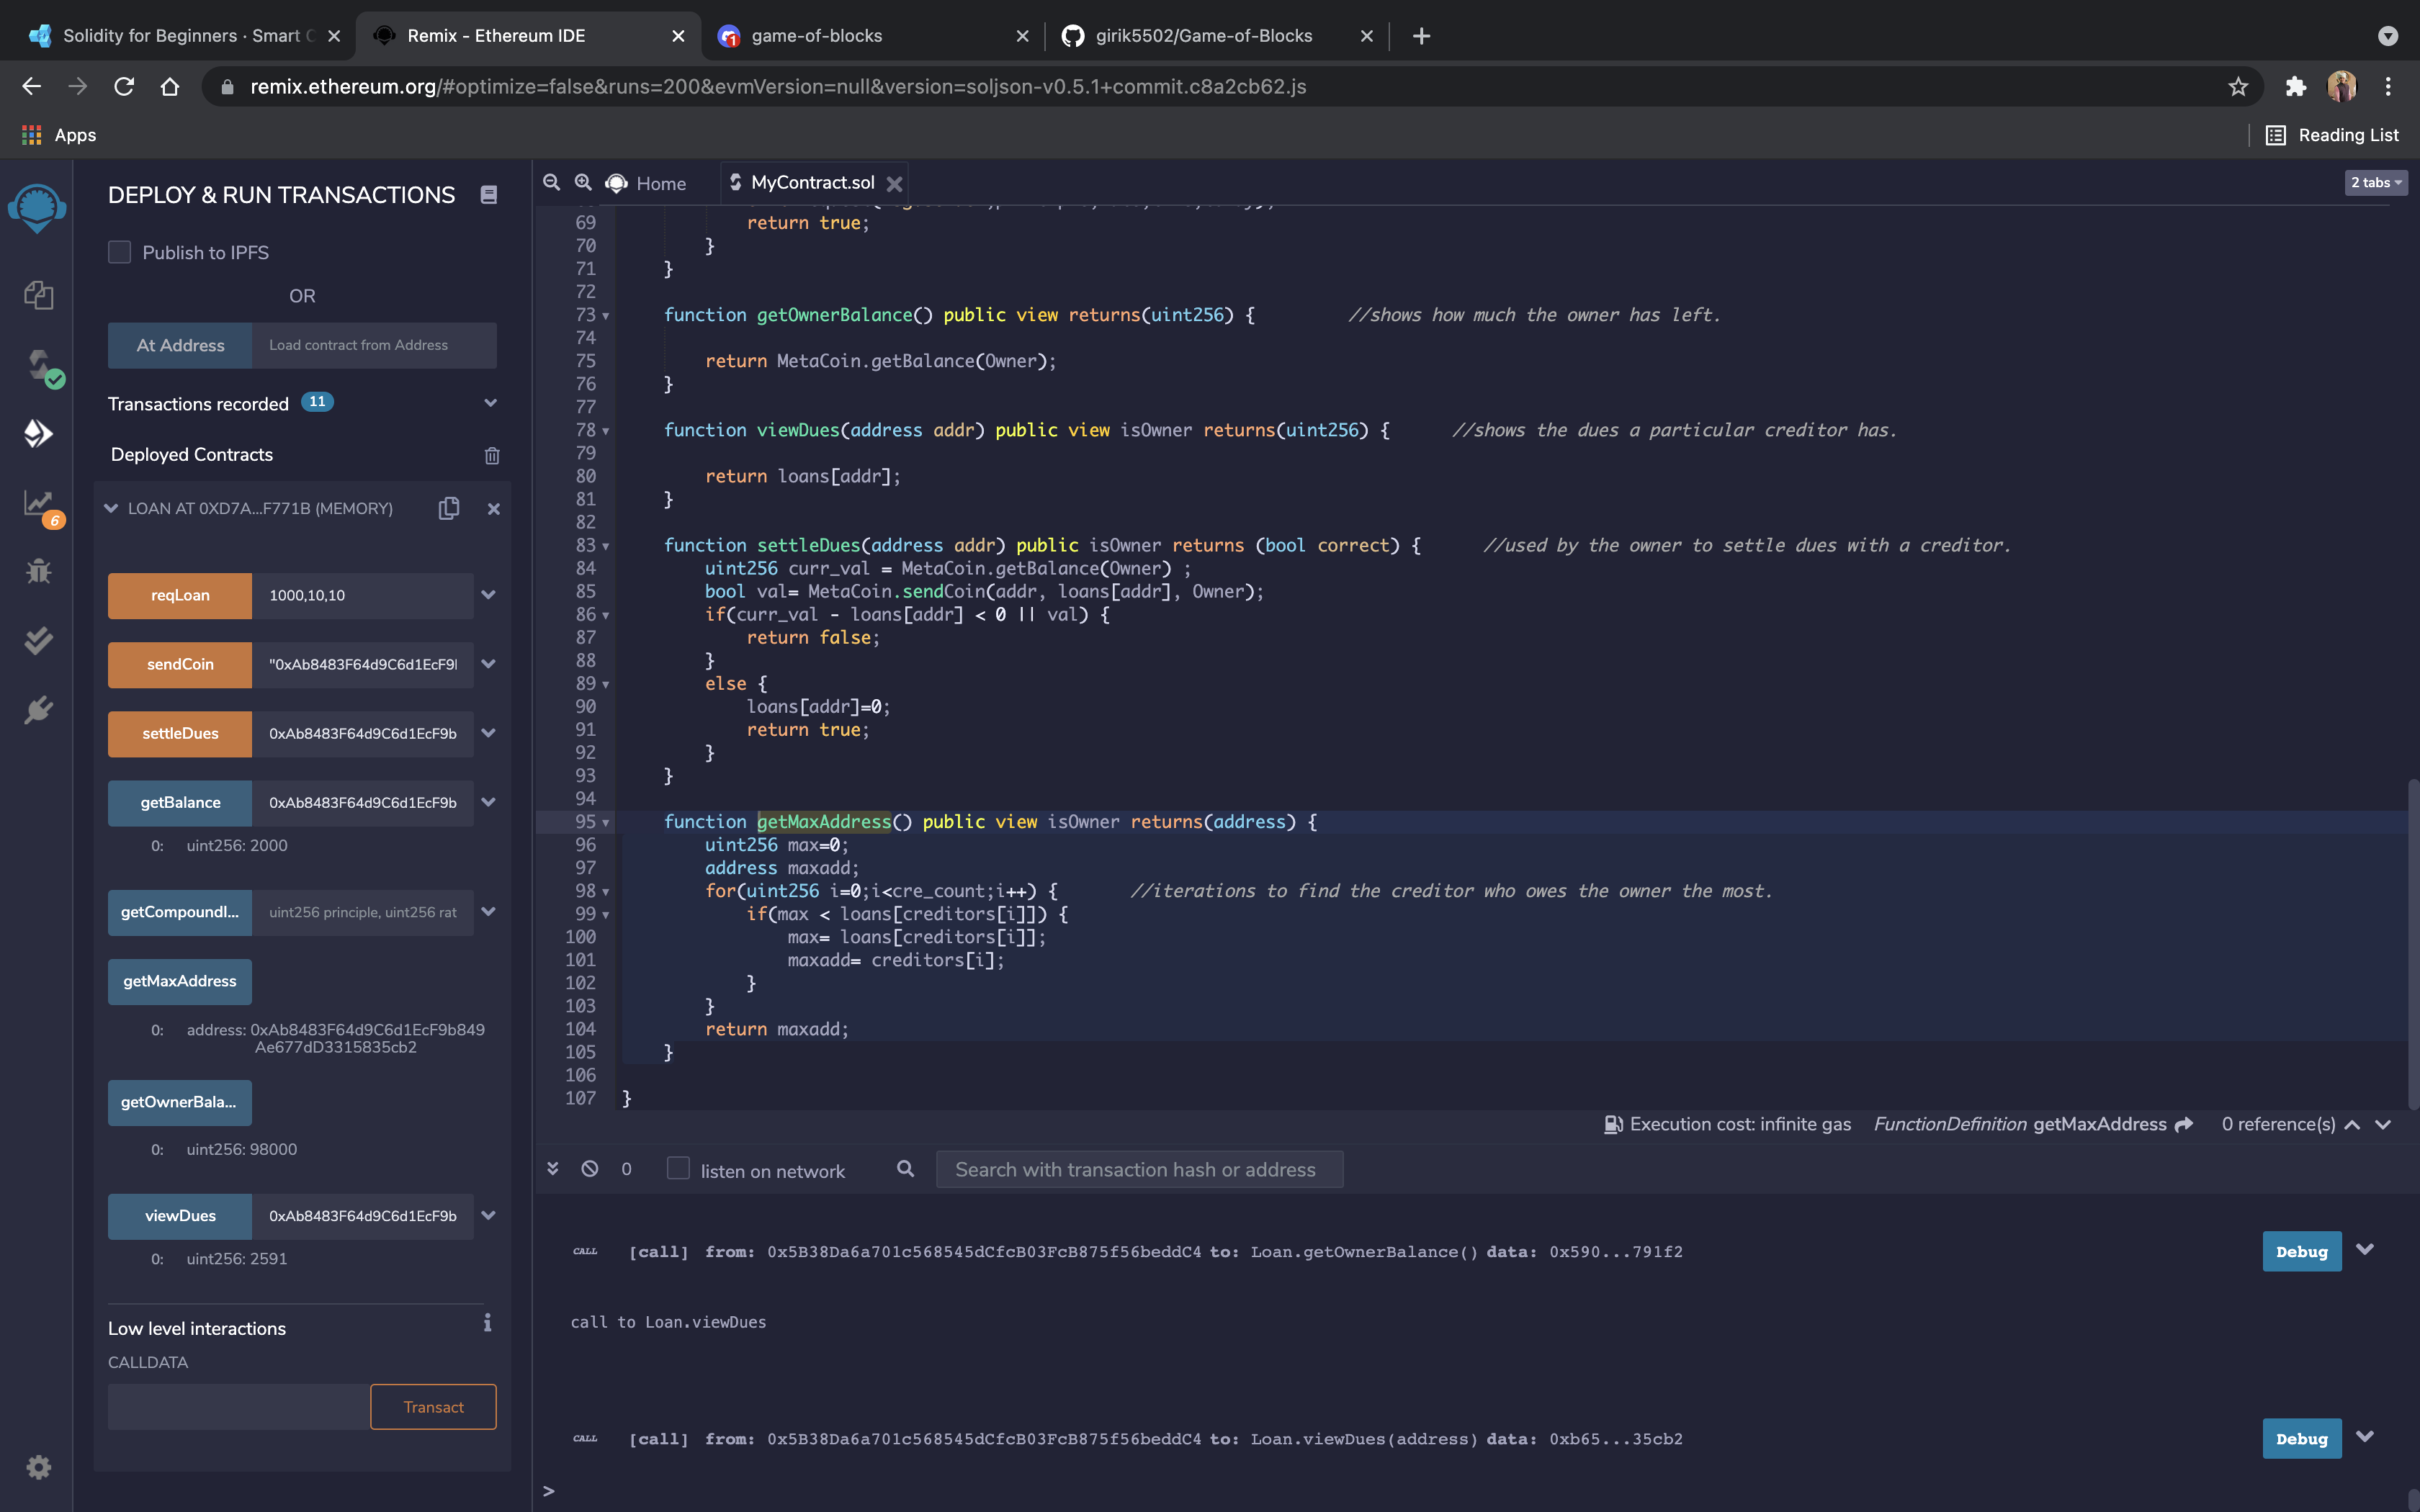 Solidity for Beginners · Smart C
Remix - Ethereum IDE
game-of-blocks
girik5502/Game-of-Blocks
remix.ethereum.org/#optimize=false&runs=200&evmVersion=null&version=soljson-v0.5.1+commit.c8a2cb62.js
Apps
Reading List
DEPLOY & RUN TRANSACTIONS
Publish to IPFS
OR
At Address
Load contract from Address
Transactions recorded 11
Deployed Contracts
LOAN AT 0XD7A...F771B (MEMORY)
6
reqLoan 1000,10,10
sendCoin "0xAb8483F64d9C6d1EcF9
settleDues 0xAb8483F64d9C6d1EcF9b
getBalance 0xAb8483F64d9C6d1EcF9b
0: uint256: 2000
getCompoundI... uint256 principle, uint256 rat
getMaxAddress
0: address: 0xAb8483F64d9C6d1EcF9b849
Ae677dD3315835cb2
getOwnerBala...
0: uint256: 98000
viewDues 0xAb8483F64d9C6d1EcF9b
0: uint256: 2591
Low level interactions
CALLDATA
Transact
Home
MyContract.sol
2 tabs
69 return true;
70 }
71 }
72
73 function getOwnerBalance() public view returns(uint256) { //shows how much the owner has left.
74
75 return MetaCoin.getBalance(Owner);
76 }
77
78 function viewDues(address addr) public view isOwner returns(uint256) { //shows the dues a particular creditor has.
79
80 return loans[addr];
81 }
82
83 function settleDues(address addr) public isOwner returns (bool correct) { //used by the owner to settle dues with a creditor.
84 uint256 curr_val = MetaCoin.getBalance(Owner) ;
85 bool val= MetaCoin.sendCoin(addr, loans[addr], Owner);
86 if(curr_val - loans[addr] < 0 || val) {
87 return false;
88 }
89 else {
90 loans[addr]=0;
91 return true;
92 }
93 }
94
95 function getMaxAddress() public view isOwner returns(address) {
96 uint256 max=0;
97 address maxadd;
98 for(uint256 i=0;i<cre_count;i++) { //iterations to find the creditor who owes the owner the most.
99 if(max < loans[creditors[i]]) {
100 max= loans[creditors[i]];
101 maxadd= creditors[i];
102 }
103 }
104 return maxadd;
105 }
106
107 }
Execution cost: infinite gas FunctionDefinition getMaxAddress 0 reference(s)
0 listen on network Search with transaction hash or address
CALL [call] from: 0x5B38Da6a701c568545dCfcB03FcB875f56beddC4 to: Loan.getOwnerBalance() data: 0x590...791f2 Debug
call to Loan.viewDues
CALL [call] from: 0x5B38Da6a701c568545dCfcB03FcB875f56beddC4 to: Loan.viewDues(address) data: 0xb65...35cb2 Debug
>